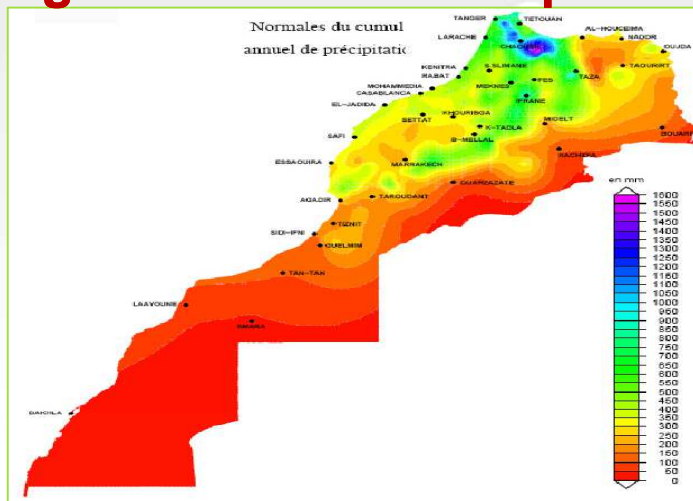 Normales du cumul
annuel de précipitatio
TANGER
TETOUAN
LARACHE
AL-HOUCEIMA
NADOR
OUJDA
KENITRA
S SLIMANE
RABAT
MEKNES
FES
TAZA
TAOURIRT
MOHAMMEDIA
CASABLANCA
IFRANE
EL-JADIDA
KHOURIBGA
SETTAT
K-TADLA
MIDELT
BOUARF
SAFI
B-MELLAL
RACHIDIA
ESSAOUIRA
MARRAKECH
OUARZAZATE
AGADIR
TAROUDANT
TIZNIT
SIDI-IFNI
GUELMIM
TAN-TAN
LAAYOUNE
SMARA
DAKHLA
en mm
1600
1550
1500
1450
1400
1350
1300
1250
1200
1150
1100
1050
1000
950
900
850
800
750
700
650
600
550
500
450
400
350
300
250
200
150
100
50
0